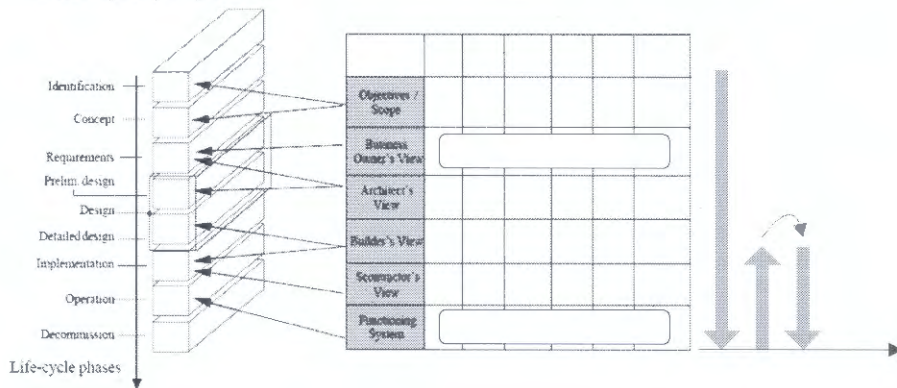 Identification
Concept
Requirements
Prelim. design
Design
Detailed design
Implementation
Operation
Decommission
Life-cycle phases
Objectives /
Scope
Business
Owner's View
Architect's
View
Builder's View
Scontractor's
View
Functioning
System